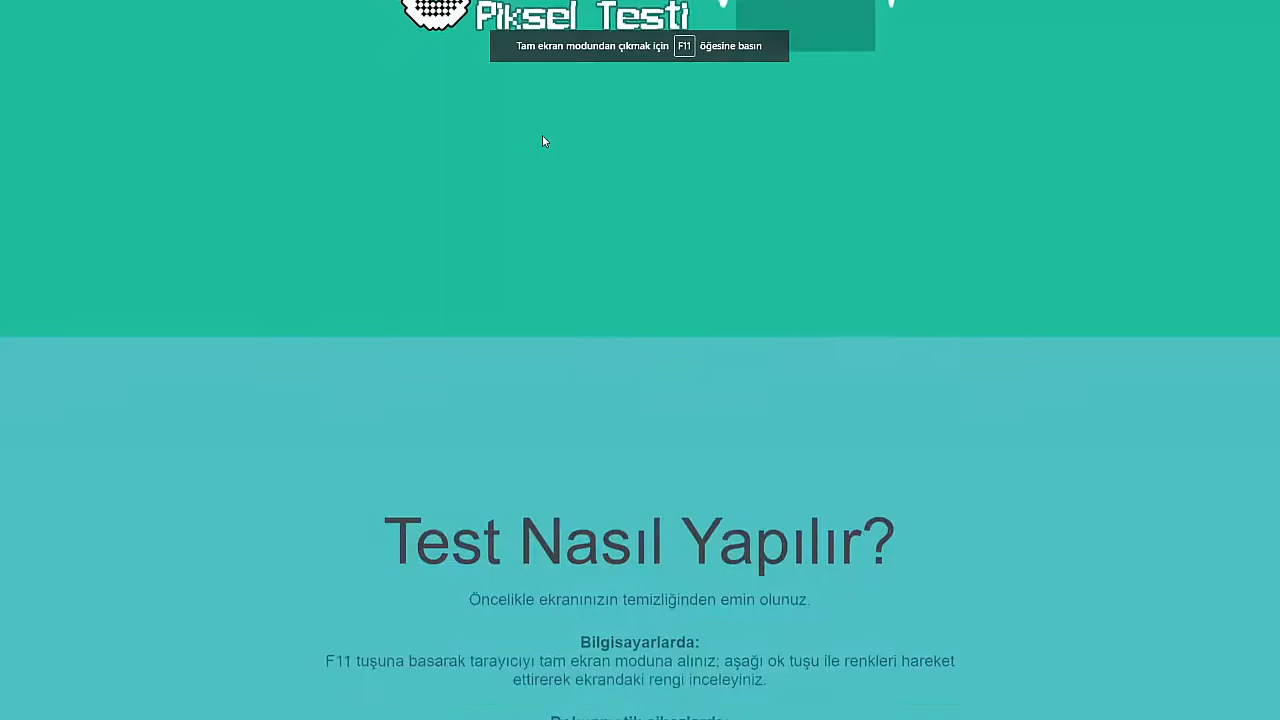 Piksel Testi
Tam ekran modundan çıkmak için F11 öğesine basın
Test Nasıl Yapılır?
Öncelikle ekranınızın temizliğinden emin olunuz.
Bilgisayarlarda:
F11 tuşuna basarak tarayıcıyı tam ekran moduna alınız; aşağı ok tuşu ile renkleri hareket
ettirerek ekrandaki rengi inceleyiniz.